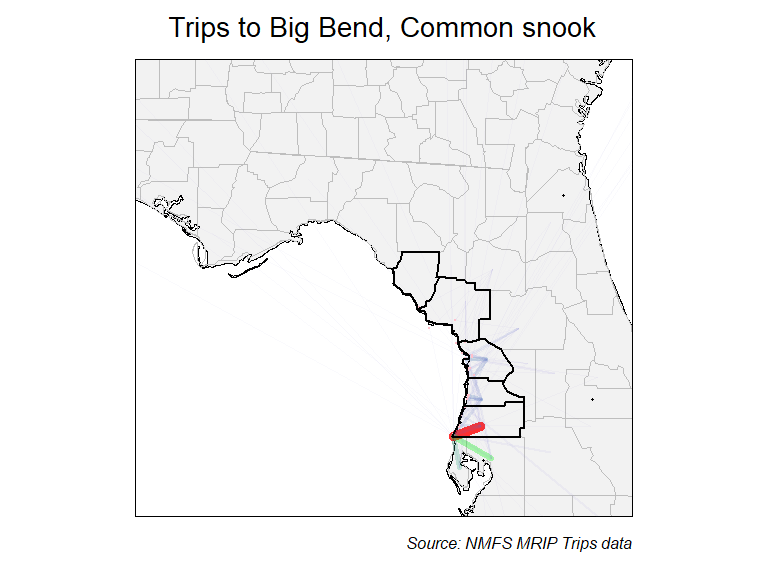 Trips to Big Bend, Common snook
Source: NMFS MRIP Trips data